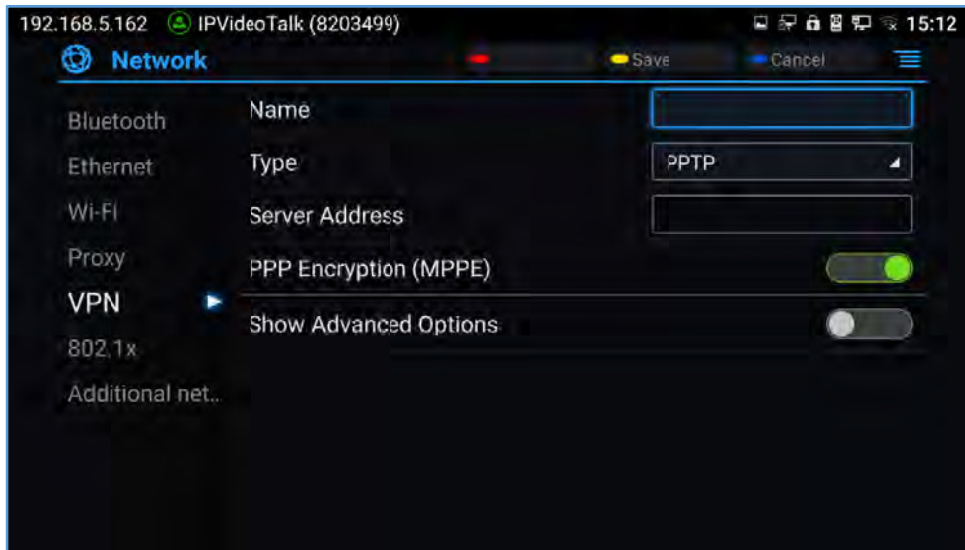 192.168.5.162 IPVideoTalk (8203499) 15:12
Network Save Cancel
Bluetooth
Ethernet
Wi-Fi
Proxy
VPN
802.1x
Additional net..
Name
Type PPTP
Server Address
PPP Encryption (MPPE)
Show Advanced Options